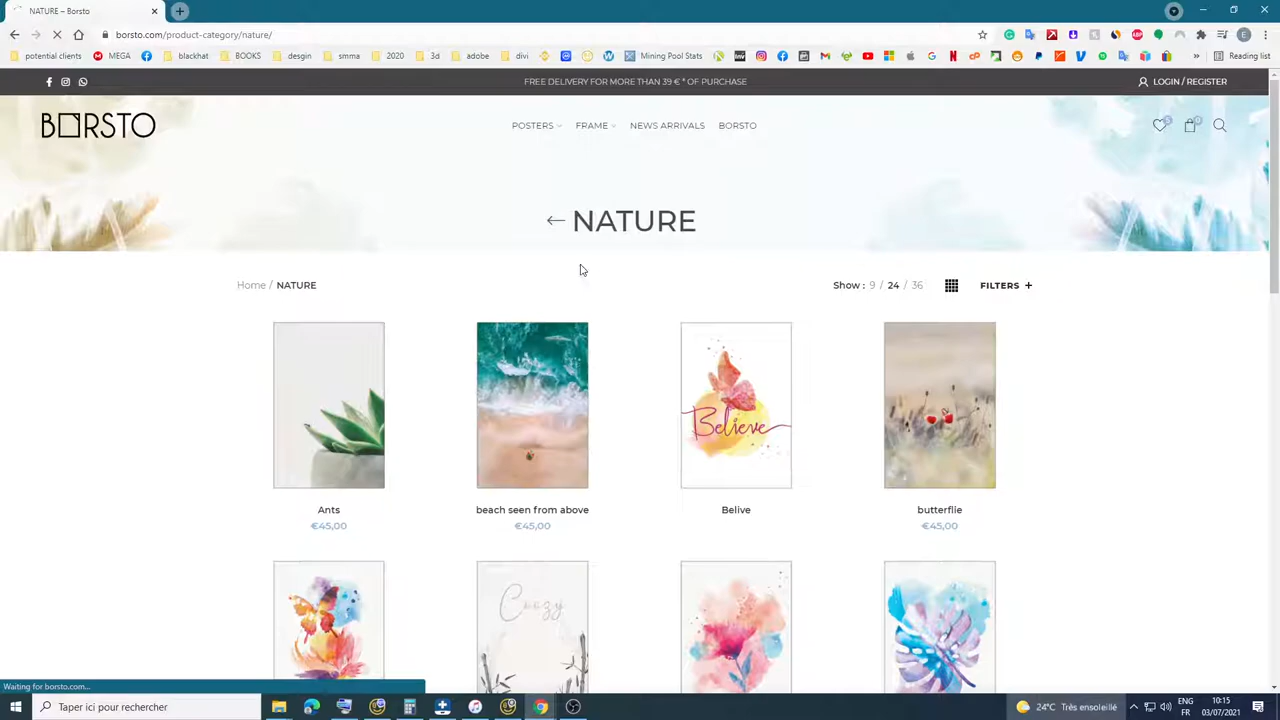 NATURE – Borsto
borsto.com/product-category/nature/
potential clients MEGA blackhat BOOKS desgin smma 2020 3d adobe divi Mining Pool Stats Reading list
FREE DELIVERY FOR MORE THAN 39 € * OF PURCHASE
LOGIN / REGISTER
BORSTO
POSTERS FRAME NEWS ARRIVALS BORSTO
NATURE
Home / NATURE
Show : 9 / 24 / 36
FILTERS +
Believe
Ants
€45,00
beach seen from above
€45,00
Belive
butterflie
€45,00
Coozy
Waiting for borsto.com...
Taper ici pour rechercher
24°C Très ensoleillé
ENG
FR
10:15
03/07/2021